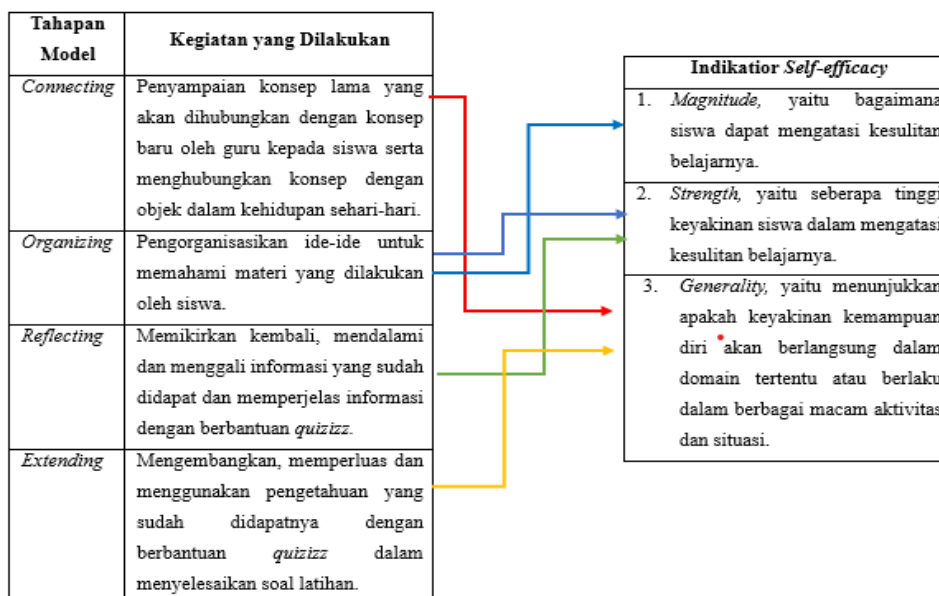 Tahapan
Model
Kegiatan yang Dilakukan
Connecting
Penyampaian konsep lama yang
akan dihubungkan dengan konsep
baru oleh guru kepada siswa serta
menghubungkan konsep dengan
objek dalam kehidupan sehari-hari.
Organizing
Pengorganisasikan ide-ide untuk
memahami materi yang dilakukan
oleh siswa.
Reflecting
Memikirkan kembali, mendalami
dan menggali informasi yang sudah
didapat dan memperjelas informasi
dengan berbantuan quizizz.
Extending
Mengembangkan, memperluas dan
menggunakan pengetahuan yang
sudah didapatnya dengan
berbantuan quizizz dalam
menyelesaikan soal latihan.
Indikatior Self-efficacy
1. Magnitude, yaitu bagaimana
siswa dapat mengatasi kesulitan
belajarnya.
2. Strength, yaitu seberapa tinggi
keyakinan siswa dalam mengatasi
kesulitan belajarnya.
3. Generality, yaitu menunjukkan
apakah keyakinan kemampuan
diri akan berlangsung dalam
domain tertentu atau berlaku
dalam berbagai macam aktivitas
dan situasi.